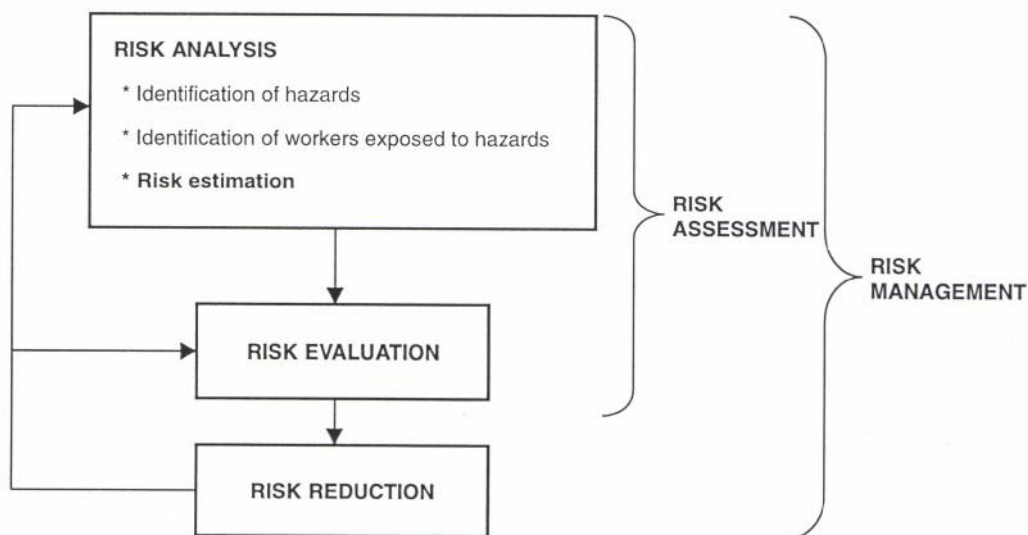 RISK ANALYSIS
* Identification of hazards
* Identification of workers exposed to hazards
* Risk estimation
RISK
ASSESSMENT
RISK
MANAGEMENT
RISK EVALUATION
RISK REDUCTION